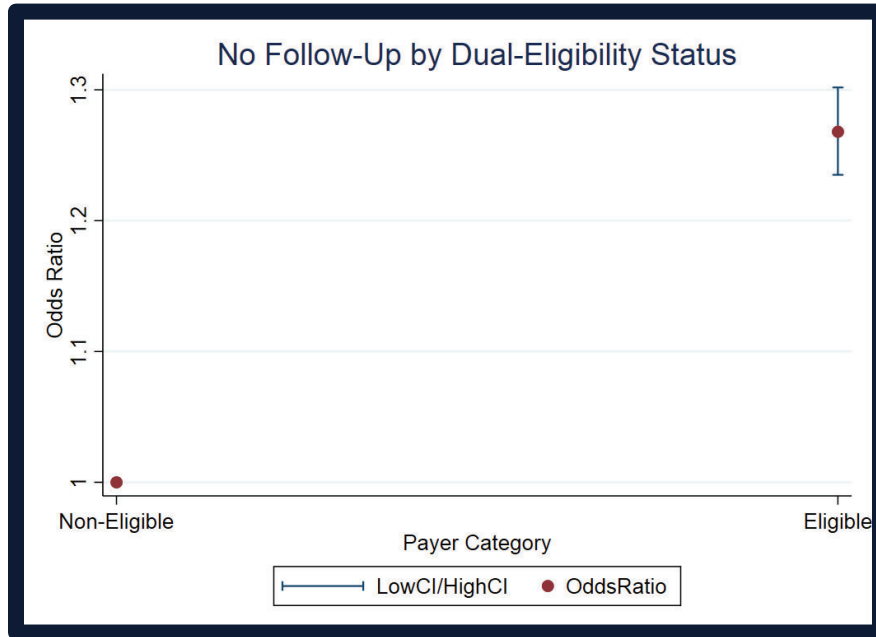 No Follow-Up by Dual-Eligibility Status
Odds Ratio
1.3
1.2
1.1
1
Non-Eligible
Eligible
Payer Category
LowCI/HighCI
OddsRatio